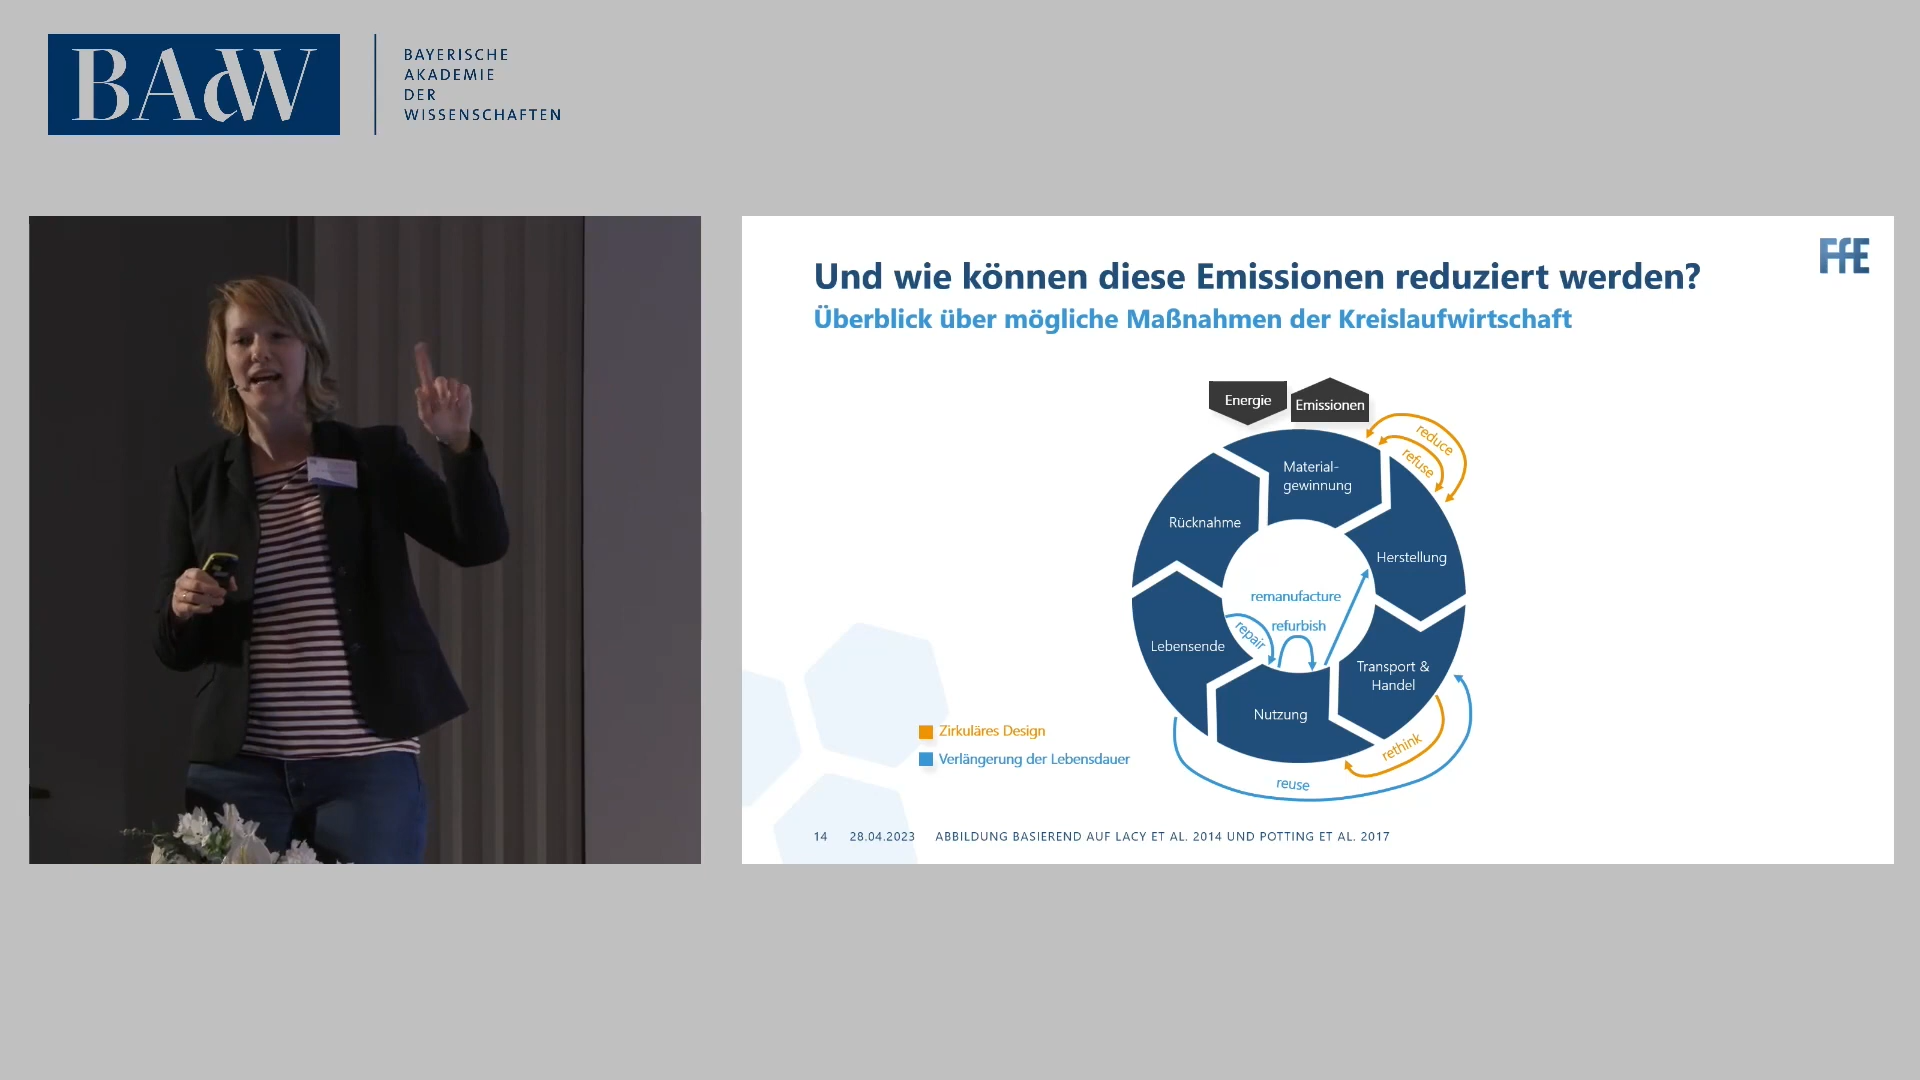 BAdW
BAYERISCHE
AKADEMIE
DER
WISSENSCHAFTEN
FfE
Und wie können diese Emissionen reduziert werden?
Überblick über mögliche Maßnahmen der Kreislaufwirtschaft
Energie
Emissionen
reduce
refuse
Material-
gewinnung
Rücknahme
Herstellung
remanufacture
refurbish
repair
Lebensende
Transport &
Handel
Nutzung
rethink
reuse
Zirkuläres Design
Verlängerung der Lebensdauer
14 28.04.2023 ABBILDUNG BASIEREND AUF LACY ET AL. 2014 UND POTTING ET AL. 2017